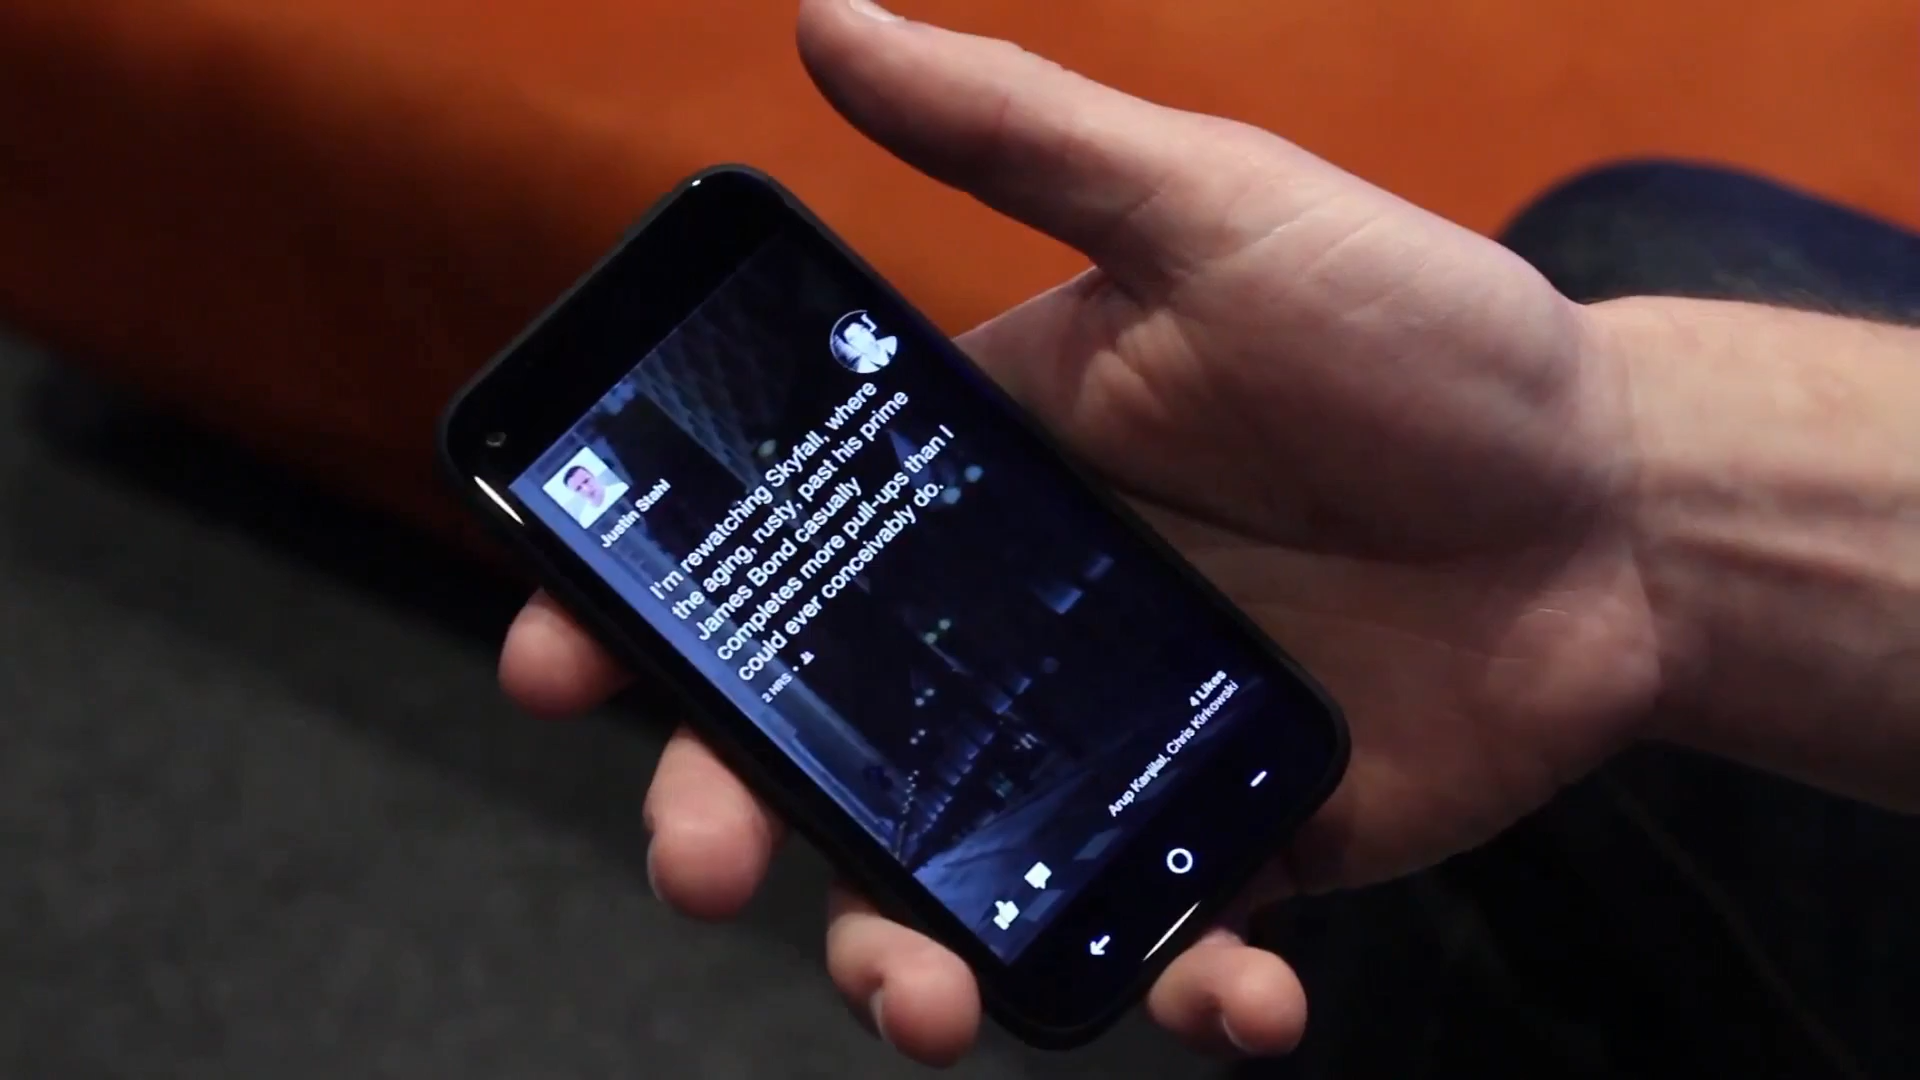 Justin Stahl
I'm rewatching Skyfall, where
the aging, rusty, past his prime
James Bond casually
completes more pull-ups than I
could ever conceivably do.
2 HRS •
4 Likes
Arup Kanjilal, Chris Kirkowski